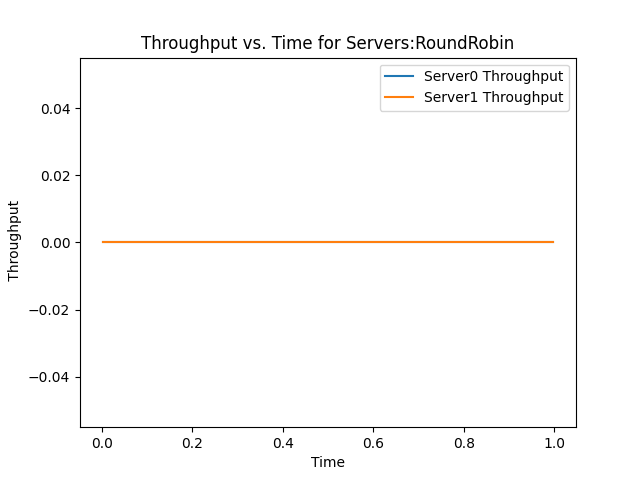 Throughput vs. Time for Servers:RoundRobin
Server0 Throughput
Server1 Throughput
0.04
0.02
0.00
−0.02
−0.04
Throughput
0.0 0.2 0.4 0.6 0.8 1.0
Time